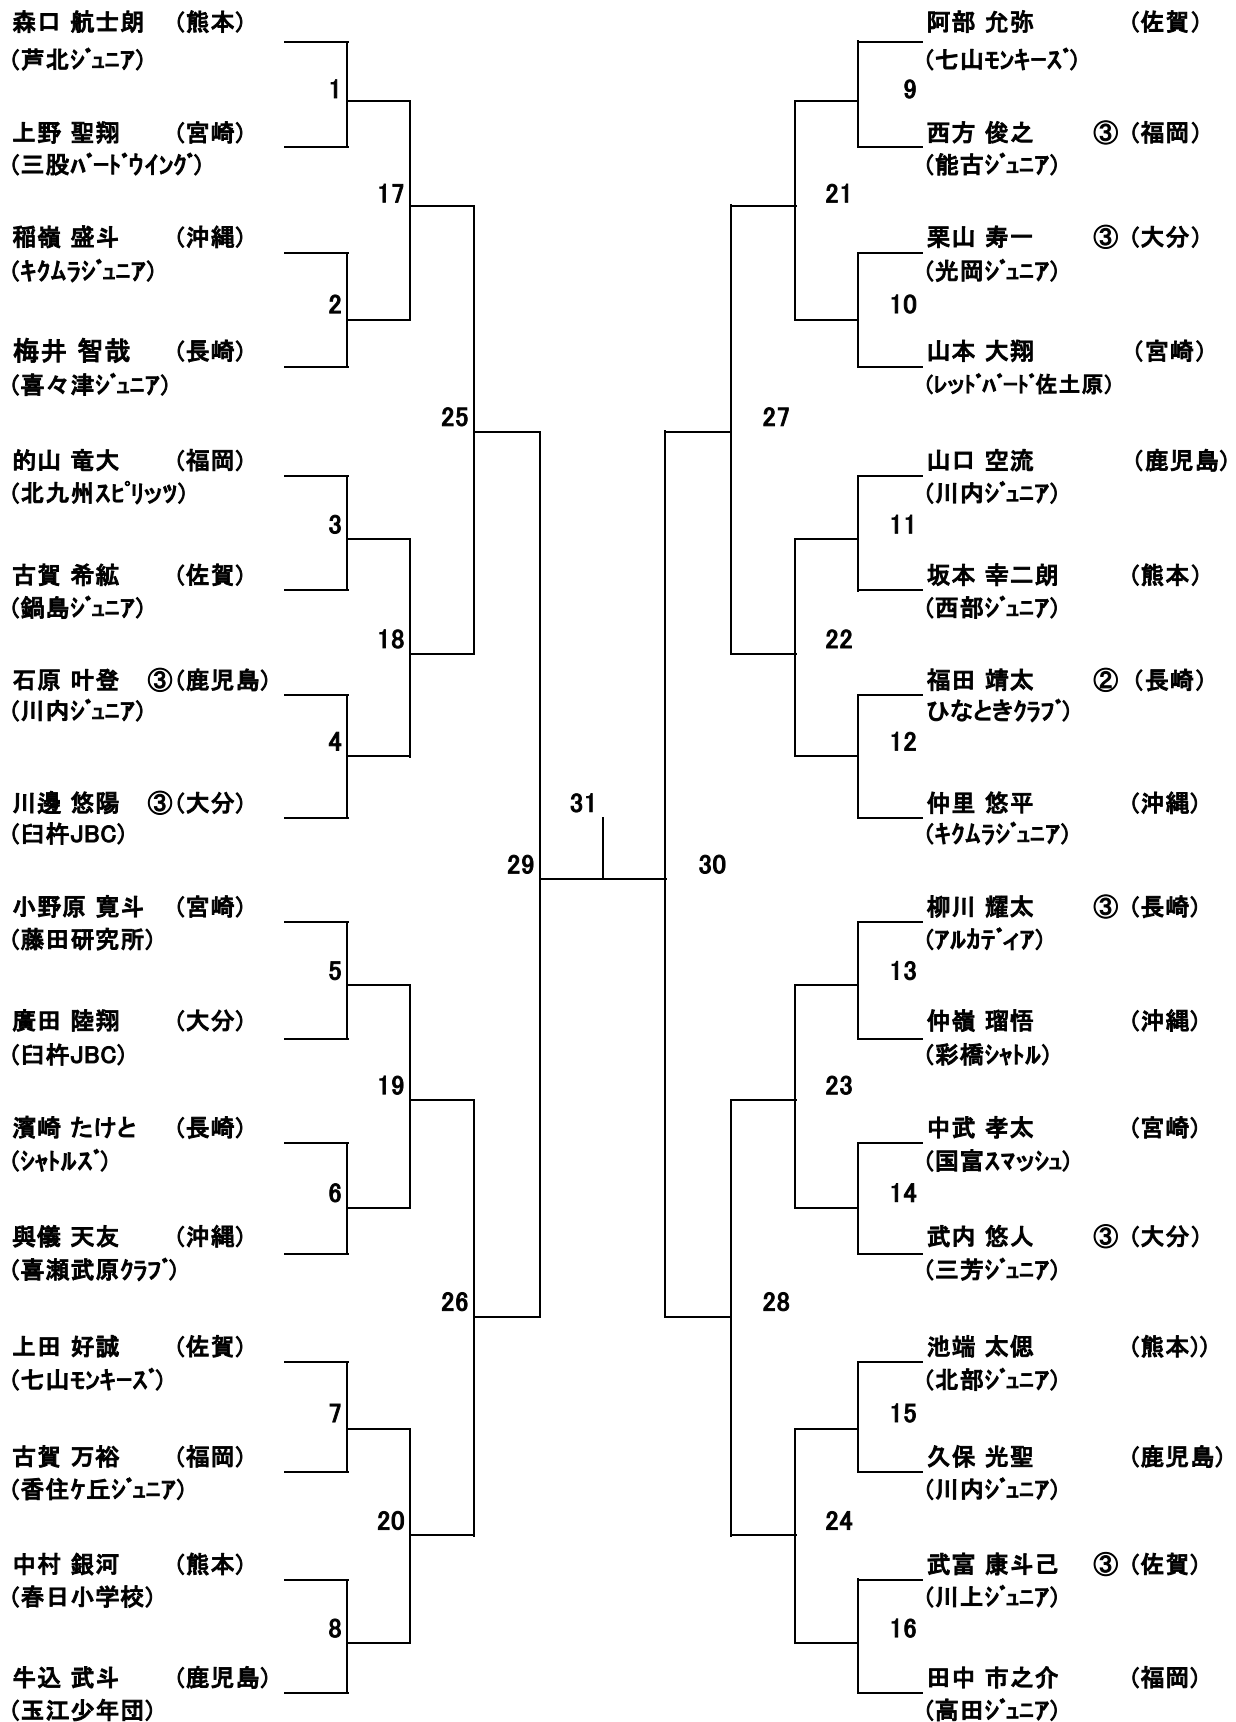 森口 航士朗 (熊本)
(芦北ｼﾞｭﾆｱ)
1
上野 聖翔 (宮崎)
(三股ﾊﾞｰﾄﾞｳｲﾝｸﾞ)
17
稲嶺 盛斗 (沖縄)
(ｷｸﾑﾗｼﾞｭﾆｱ)
2
梅井 智哉 (長崎)
(喜々津ｼﾞｭﾆｱ)
25
的山 竜大 (福岡)
(北九州ｽﾋﾟﾘｯﾂ)
3
古賀 希紘 (佐賀)
(鍋島ｼﾞｭﾆｱ)
18
石原 叶登 ③(鹿児島)
(川内ｼﾞｭﾆｱ)
4
川邊 悠陽 ③(大分)
(臼杵JBC)
29
小野原 寛斗 (宮崎)
(藤田研究所)
5
廣田 陸翔 (大分)
(臼杵JBC)
19
濱崎 たけと (長崎)
(ｼｬﾄﾙｽﾞ)
6
與儀 天友 (沖縄)
(喜瀬武原ｸﾗﾌﾞ)
26
上田 好誠 (佐賀)
(七山ﾓﾝｷｰｽﾞ)
7
古賀 万裕 (福岡)
(香住ヶ丘ｼﾞｭﾆｱ)
20
中村 銀河 (熊本)
(春日小学校)
8
牛込 武斗 (鹿児島)
(玉江少年団)
31
阿部 允弥 (佐賀)
(七山ﾓﾝｷｰｽﾞ)
9
西方 俊之 ③ (福岡)
(能古ｼﾞｭﾆｱ)
21
栗山 寿一 ③ (大分)
(光岡ｼﾞｭﾆｱ)
10
山本 大翔 (宮崎)
(ﾚｯﾄﾞﾊﾞｰﾄﾞ佐土原)
27
山口 空流 (鹿児島)
(川内ｼﾞｭﾆｱ)
11
坂本 幸二朗 (熊本)
(西部ｼﾞｭﾆｱ)
22
福田 靖太 ② (長崎)
ひなときｸﾗﾌﾞ)
12
仲里 悠平 (沖縄)
(ｷｸﾑﾗｼﾞｭﾆｱ)
30
柳川 耀太 ③ (長崎)
(ｱﾙｶﾃﾞｨｱ)
13
仲嶺 瑠悟 (沖縄)
(彩橋ｼｬﾄﾙ)
23
中武 孝太 (宮崎)
(国富ｽﾏｯｼｭ)
14
武内 悠人 ③ (大分)
(三芳ｼﾞｭﾆｱ)
28
池端 太偲 (熊本))
(北部ｼﾞｭﾆｱ)
15
久保 光聖 (鹿児島)
(川内ｼﾞｭﾆｱ)
24
武富 康斗己 ③ (佐賀)
(川上ｼﾞｭﾆｱ)
16
田中 市之介 (福岡)
(高田ｼﾞｭﾆｱ)